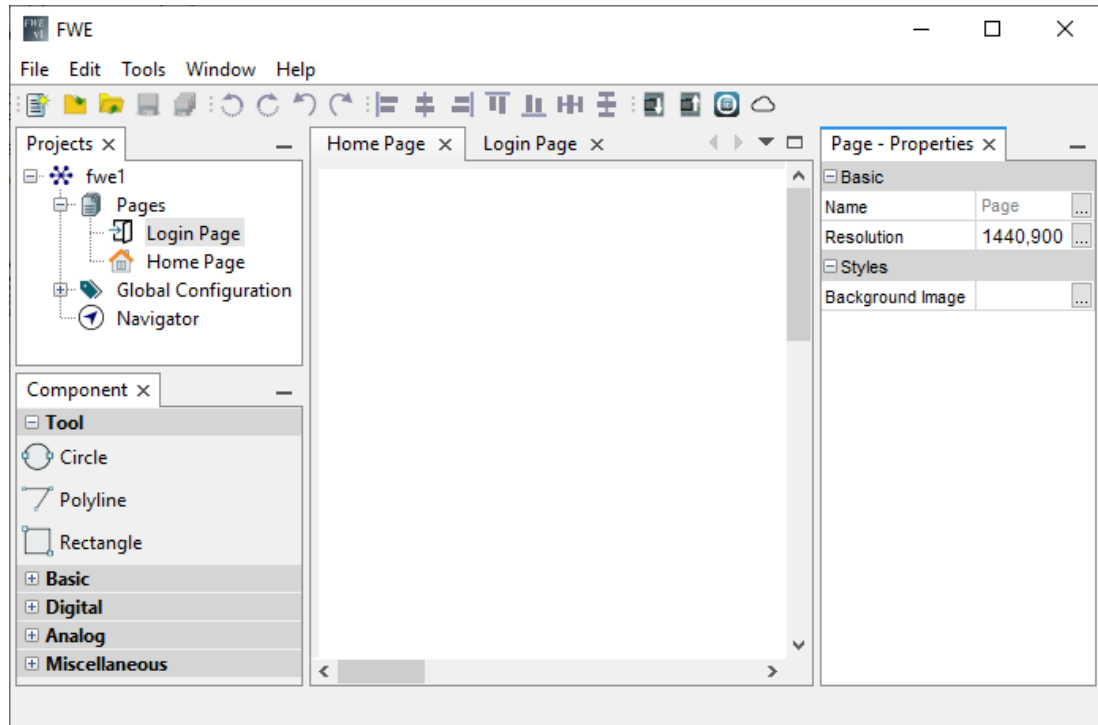 FWE
File Edit Tools Window Help
Projects
fwe1
Pages
Login Page
Home Page
Global Configuration
Navigator
Component
Tool
Circle
Polyline
Rectangle
Basic
Digital
Analog
Miscellaneous
Home Page Login Page
Page - Properties
Basic
Name Page ...
Resolution 1440,900 ...
Styles
Background Image ...